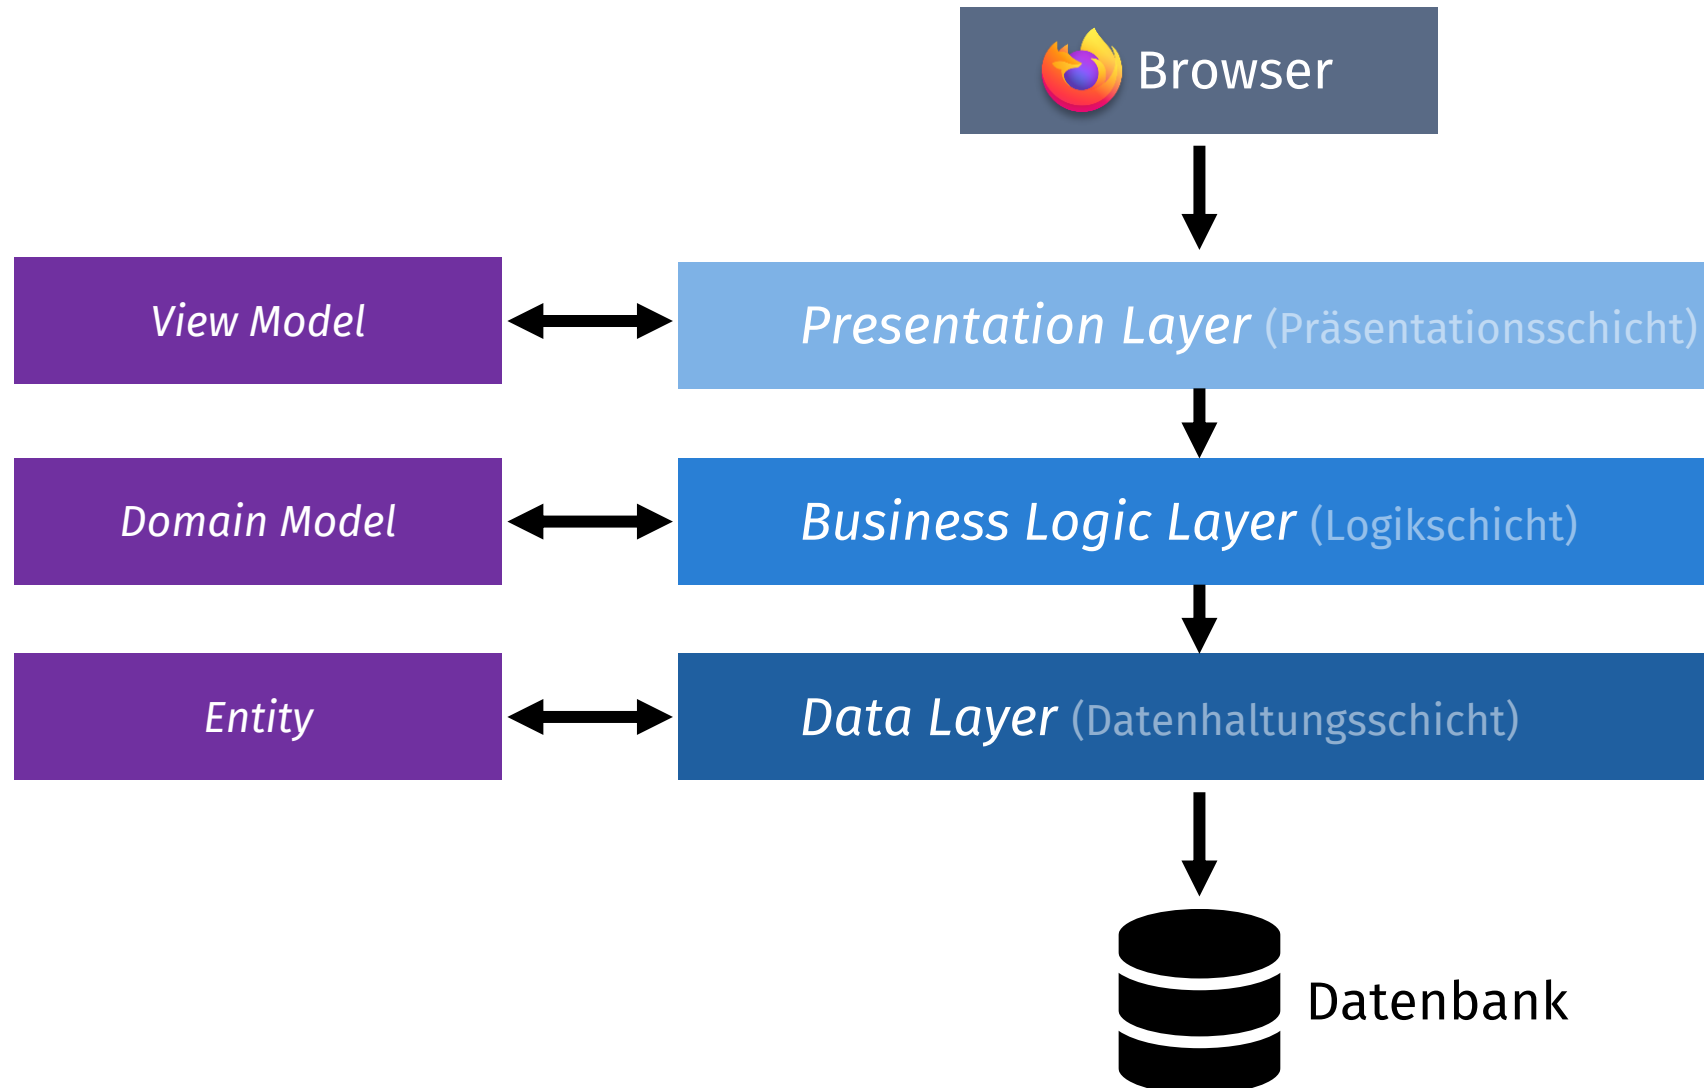 Browser
View Model
Presentation Layer (Präsentationsschicht)
Domain Model
Business Logic Layer (Logikschicht)
Entity
Data Layer (Datenhaltungsschicht)
Datenbank